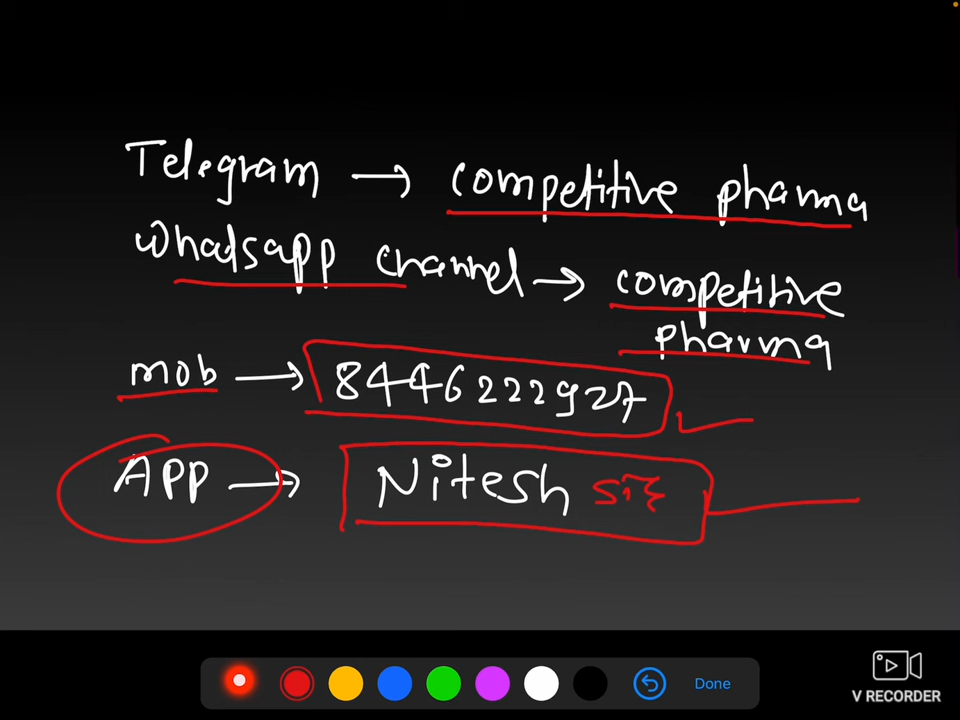 Telegram → competitive pharma
Whatsapp channel → competitive
pharma
mob → 8446222927
APP → Nitesh sir
Done
V RECORDER